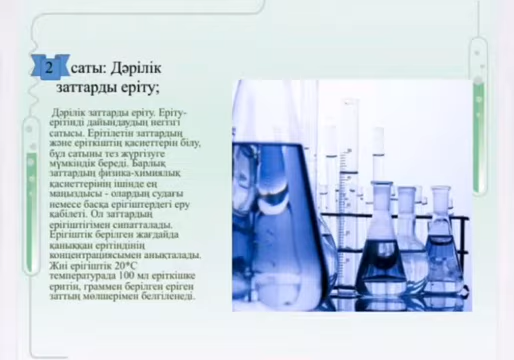 2 саты: Дәрілік
заттарды еріту;
Дәрілік заттарды еріту. Еріту-
ерітінді дайындаудың негізгі
сатысы. Ерітілетін заттардың
және еріткіштің қасиеттерін білу,
бұл сатыны тез жүргізуге
мүмкіндік береді. Барлық
заттардың физика-химиялық
қасиеттерінің ішінде ең
маңыздысы - олардың судағы
немесе басқа ерігіштердегі еру
қабілеті. Ол заттардың
ерігіштігімен сипатталады.
Ерігіштік берілген жағдайда
қаныққан ерітіндінің
концентрациясымен анықталады.
Жиі ерігіштік 20*С
температурада 100 мл еріткішке
еритін, граммен берілген еріген
заттың мөлшерімен белгіленеді.